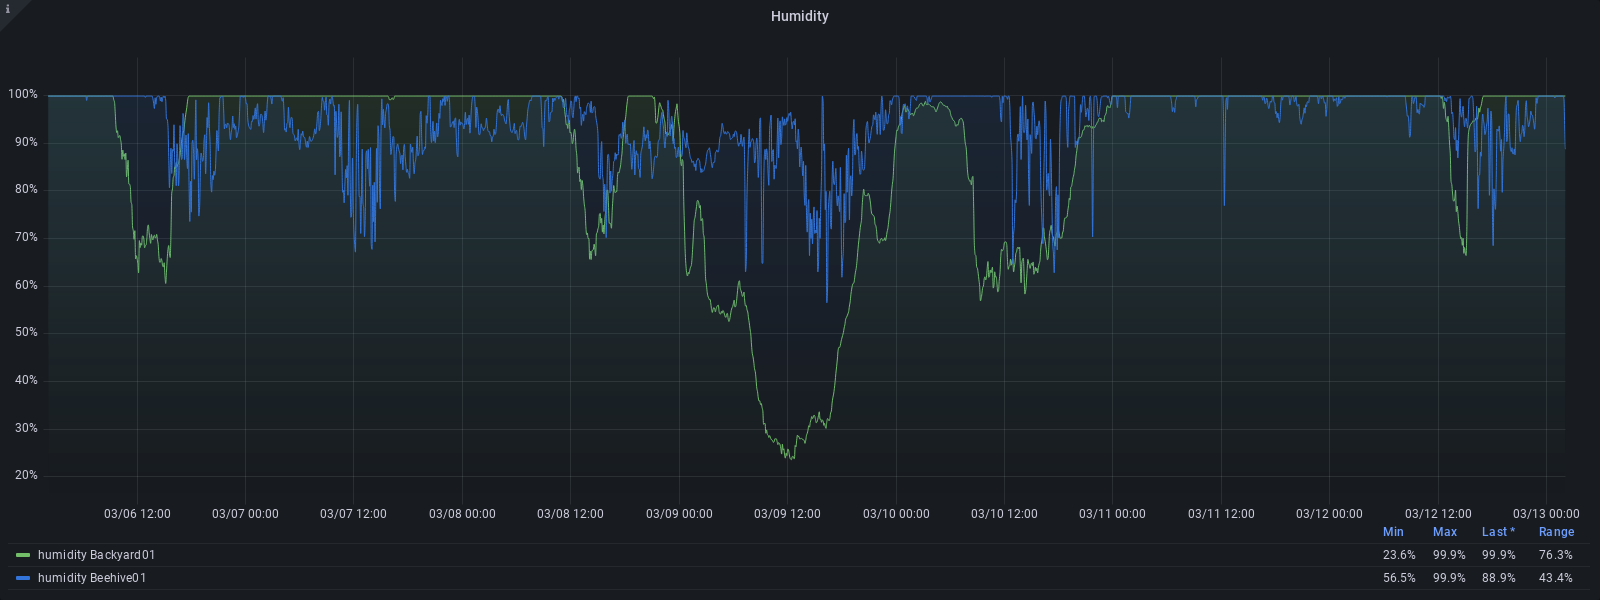 i
Humidity
100%
90%
80%
70%
60%
50%
40%
30%
20%
03/06 12:00 03/07 00:00 03/07 12:00 03/08 00:00 03/08 12:00 03/09 00:00 03/09 12:00 03/10 00:00 03/10 12:00 03/11 00:00 03/11 12:00 03/12 00:00 03/12 12:00 03/13 00:00
Min Max Last * Range
humidity Backyard01 23.6% 99.9% 99.9% 76.3%
humidity Beehive01 56.5% 99.9% 88.9% 43.4%